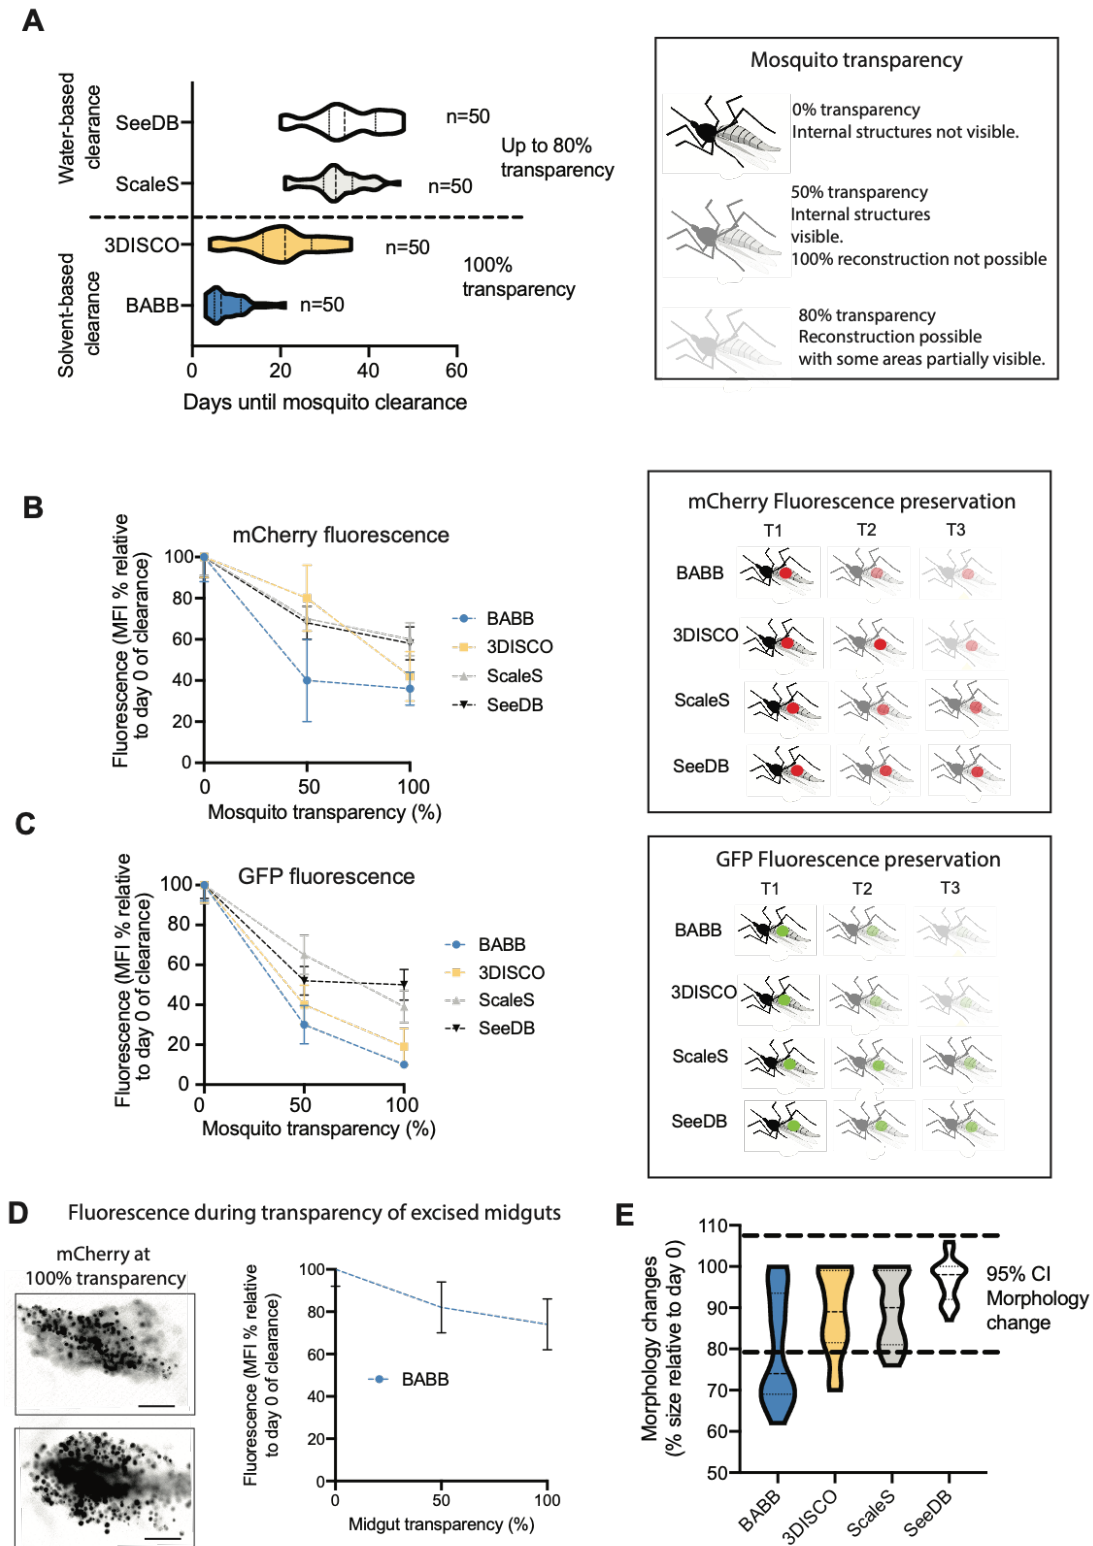 A
Water-based
clearance
Solvent-based
clearance
SeeDB
ScaleS
3DISCO
BABB
n=50
n=50
n=50
n=50
Up to 80%
transparency
100%
transparency
0 20 40 60
Days until mosquito clearance
Mosquito transparency
0% transparency
Internal structures not visible.
50% transparency
Internal structures
visible.
100% reconstruction not possible
80% transparency
Reconstruction possible
with some areas partially visible.
B
mCherry fluorescence
Fluorescence (MFI % relative
to day 0 of clearance)
100
80
60
40
20
0
0 50 100
Mosquito transparency (%)
BABB
3DISCO
ScaleS
SeeDB
mCherry Fluorescence preservation
T1 T2 T3
BABB
3DISCO
ScaleS
SeeDB
C
GFP fluorescence
Fluorescence (MFI % relative
to day 0 of clearance)
100
80
60
40
20
0
0 50 100
Mosquito transparency (%)
BABB
3DISCO
ScaleS
SeeDB
GFP Fluorescence preservation
T1 T2 T3
BABB
3DISCO
ScaleS
SeeDB
D
Fluorescence during transparency of excised midguts
mCherry at
100% transparency
Fluorescence (MFI % relative
to day 0 of clearance)
100
80
60
40
20
0
0 50 100
Midgut transparency (%)
BABB
E
Morphology changes
(% size relative to day 0)
110
100
90
80
70
60
50
BABB
3DISCO
ScaleS
SeeDB
95% CI
Morphology
change